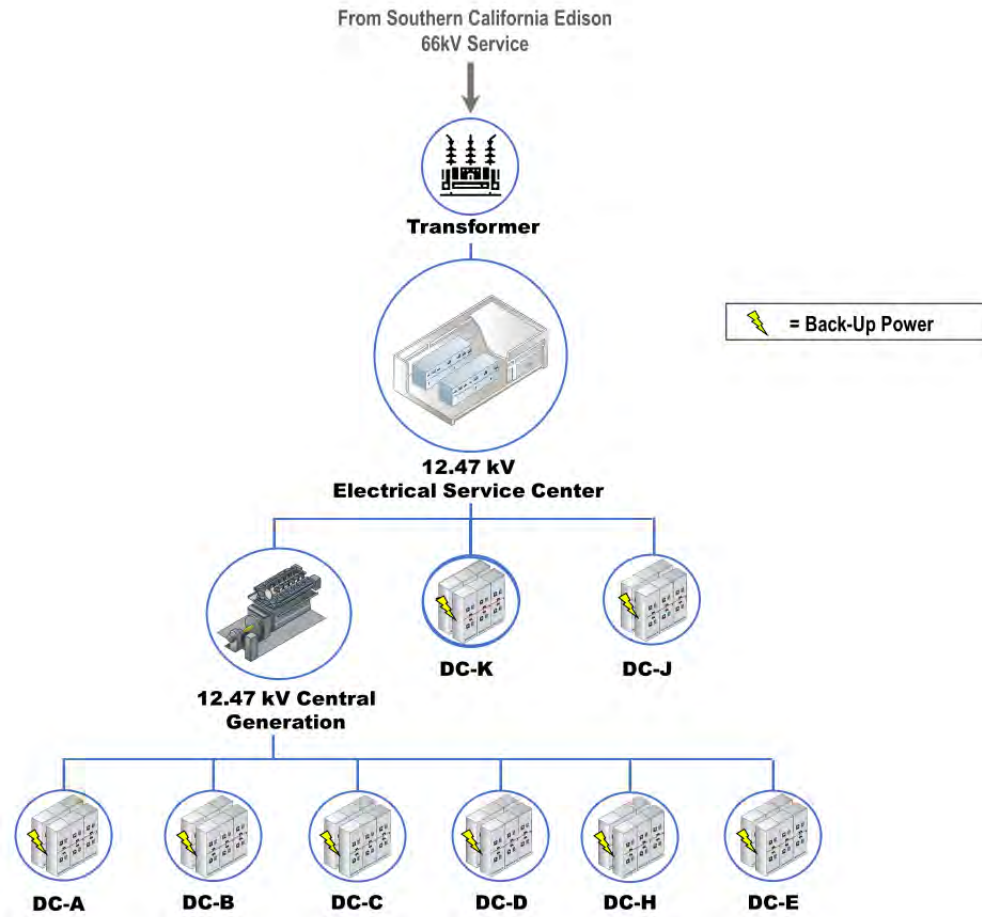 From Southern California Edison
66kV Service
Transformer
= Back-Up Power
12.47 kV
Electrical Service Center
DC-K
DC-J
12.47 kV Central
Generation
DC-A
DC-B
DC-C
DC-D
DC-H
DC-E